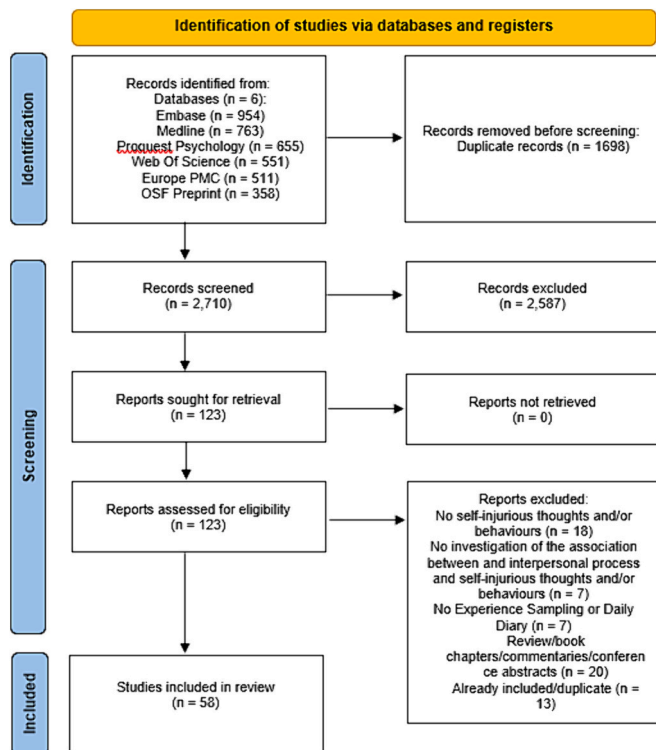 Identification of studies via databases and registers
Identification
Records identified from:
Databases (n = 6):
Embase (n = 954)
Medline (n = 763)
Proquest Psychology (n = 655)
Web Of Science (n = 551)
Europe PMC (n = 511)
OSF Preprint (n = 358)
Records removed before screening:
Duplicate records (n = 1698)
Screening
Records screened
(n = 2,710)
Records excluded
(n = 2,587)
Reports sought for retrieval
(n = 123)
Reports not retrieved
(n = 0)
Reports assessed for eligibility
(n = 123)
Reports excluded:
No self-injurious thoughts and/or
behaviours (n = 18)
No investigation of the association
between and interpersonal process
and self-injurious thoughts and/or
behaviours (n = 7)
No Experience Sampling or Daily
Diary (n = 7)
Review/book
chapters/commentaries/conferen
ce abstracts (n = 20)
Already included/duplicate (n =
13)
Included
Studies included in review
(n = 58)